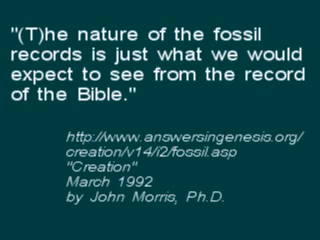 "(T)he nature of the fossil
records is just what we would
expect to see from the record
of the Bible."
http://www.answersingenesis.org/
creation/v14/i2/fossil.asp
"Creation"
March 1992
by John Morris, Ph.D.